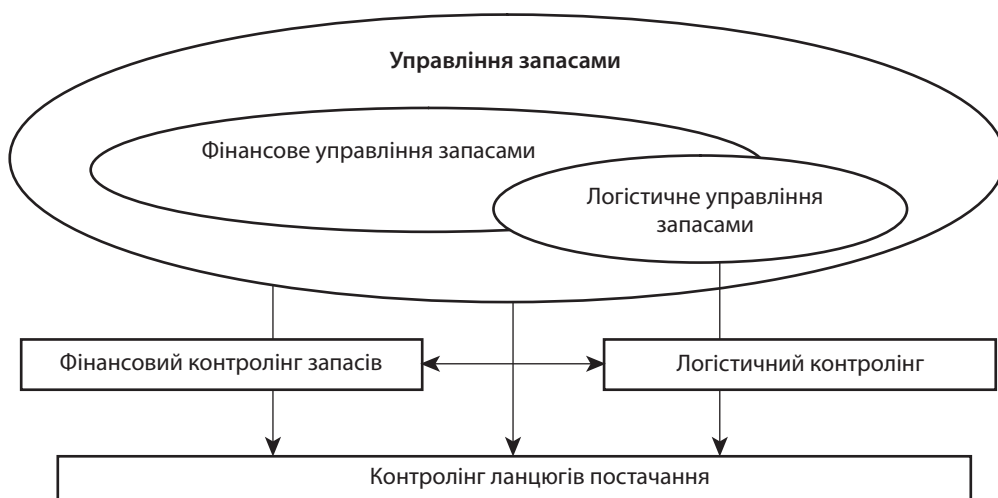 Управління запасами
Фінансове управління запасами
Логістичне управління
запасами
Фінансовий контролінг запасів
Логістичний контролінг
Контролінг ланцюгів постачання